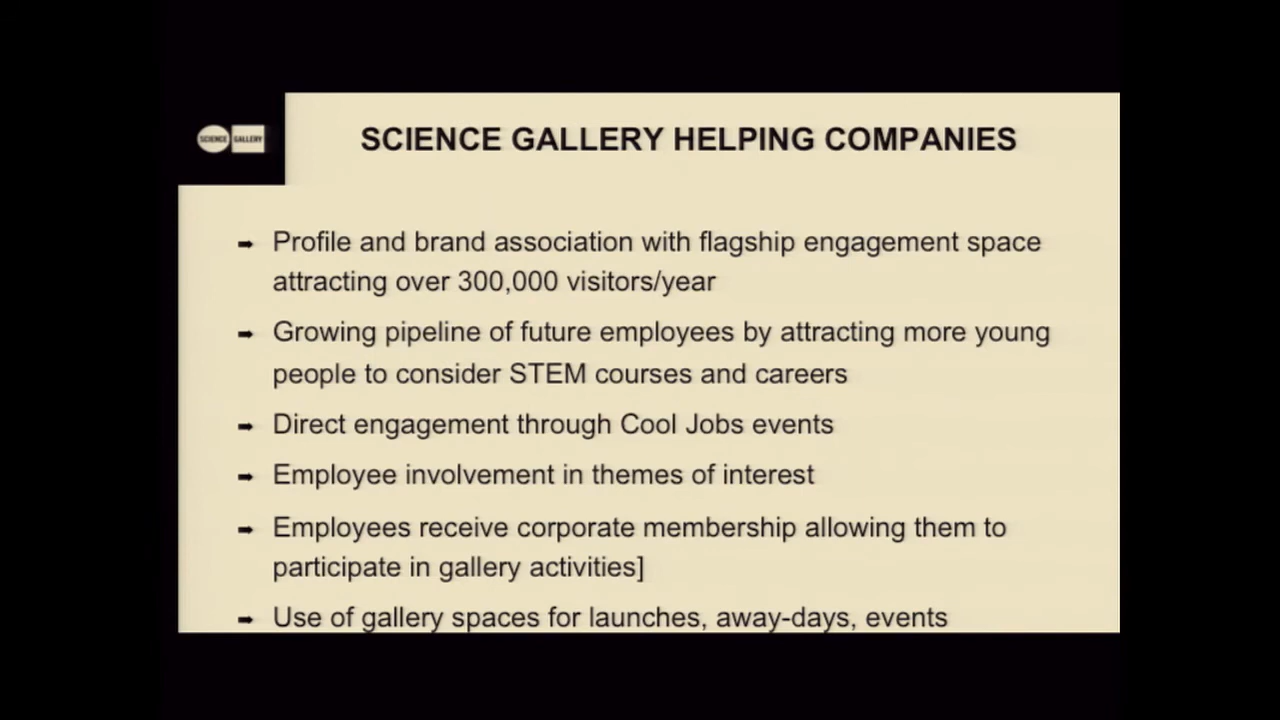 SCIENCE GALLERY
SCIENCE GALLERY HELPING COMPANIES
➡ Profile and brand association with flagship engagement space
attracting over 300,000 visitors/year
➡ Growing pipeline of future employees by attracting more young
people to consider STEM courses and careers
➡ Direct engagement through Cool Jobs events
➡ Employee involvement in themes of interest
➡ Employees receive corporate membership allowing them to
participate in gallery activities]
➡ Use of gallery spaces for launches, away-days, events